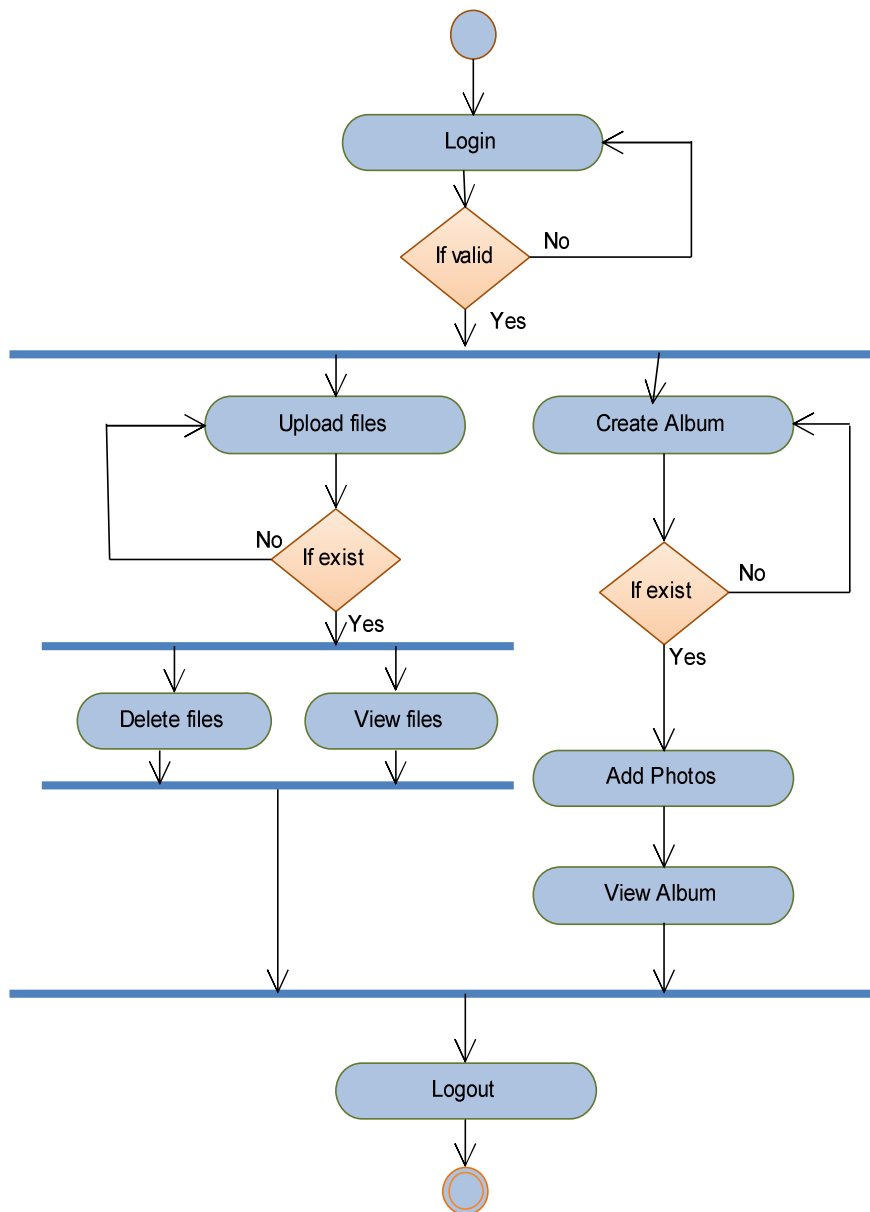 Login
If valid
No
Yes
Upload files
Create Album
No
If exist
If exist
No
Yes
Yes
Delete files
View files
Add Photos
View Album
Logout